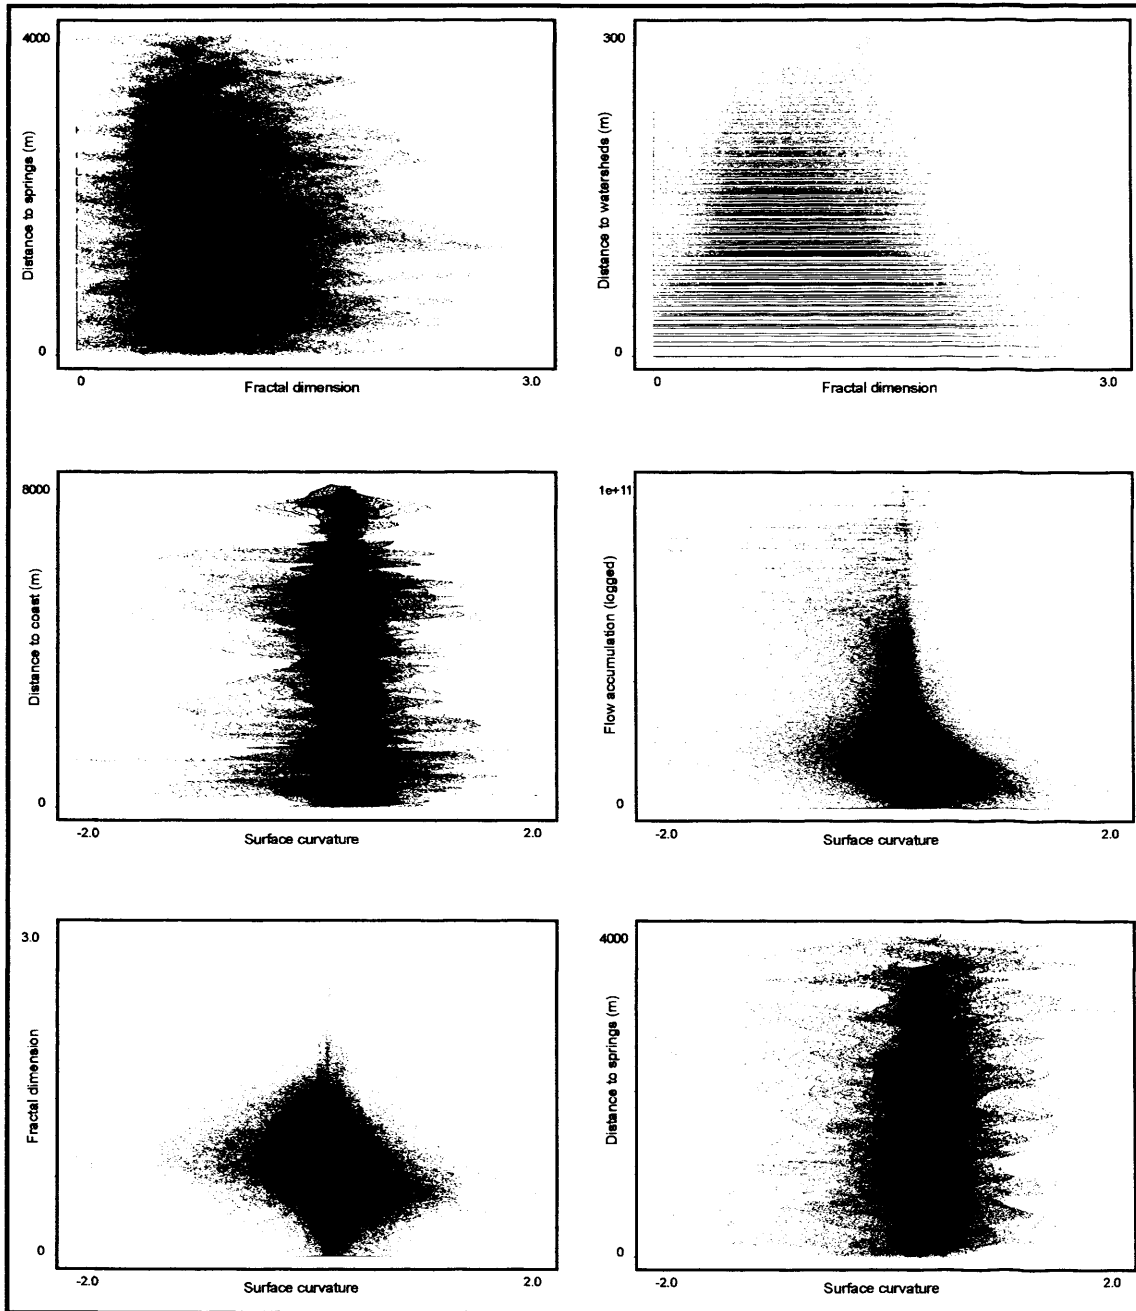 4000
Distance to springs (m)
0
0
3.0
Fractal dimension
300
Distance to watersheds (m)
0
0
3.0
Fractal dimension
8000
Distance to coast (m)
0
-2.0
2.0
Surface curvature
1e+11
Flow accumulation (logged)
0
-2.0
2.0
Surface curvature
3.0
Fractal dimension
0
-2.0
2.0
Surface curvature
4000
Distance to springs (m)
0
-2.0
2.0
Surface curvature